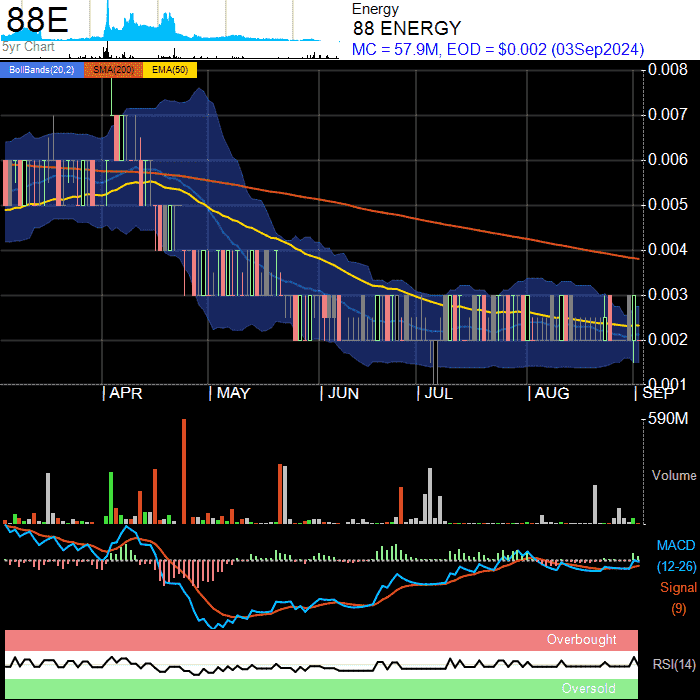 88E
5yr Chart
Energy
88 ENERGY
MC = 57.9M, EOD = $0.002 (03Sep2024)
BollBands(20,2) SMA(200) EMA(50)
0.008
0.007
0.006
0.005
0.004
0.003
0.002
0.001
APR MAY JUN JUL AUG SEP
590M
Volume
MACD
(12-26)
Signal
(9)
Overbought
RSI(14)
Oversold